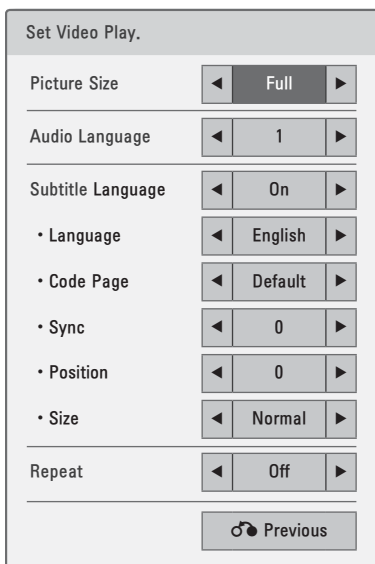 Set Video Play.
Picture Size ◀ Full ▶
Audio Language ◀ 1 ▶
Subtitle Language ◀ On ▶
• Language ◀ English ▶
• Code Page ◀ Default ▶
• Sync ◀ 0 ▶
• Position ◀ 0 ▶
• Size ◀ Normal ▶
Repeat ◀ Off ▶
Previous